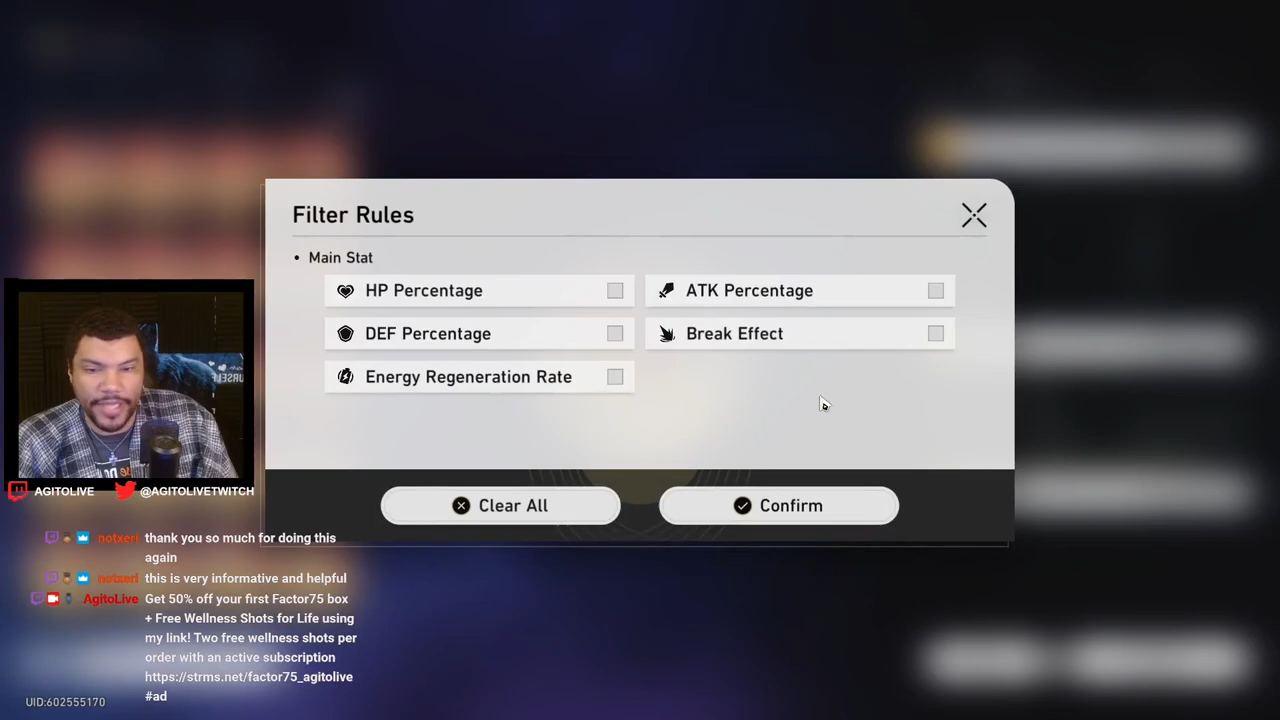 Filter Rules
• Main Stat
HP Percentage
ATK Percentage
DEF Percentage
Break Effect
Energy Regeneration Rate
Clear All
Confirm
AGITOLIVE
@AGITOLIVETWITCH
notxeri thank you so much for doing this
again
notxeri this is very informative and helpful
AgitoLive Get 50% off your first Factor75 box
+ Free Wellness Shots for Life using
my link! Two free wellness shots per
order with an active subscription
https://strms.net/factor75_agitolive
#ad
UID:602555170